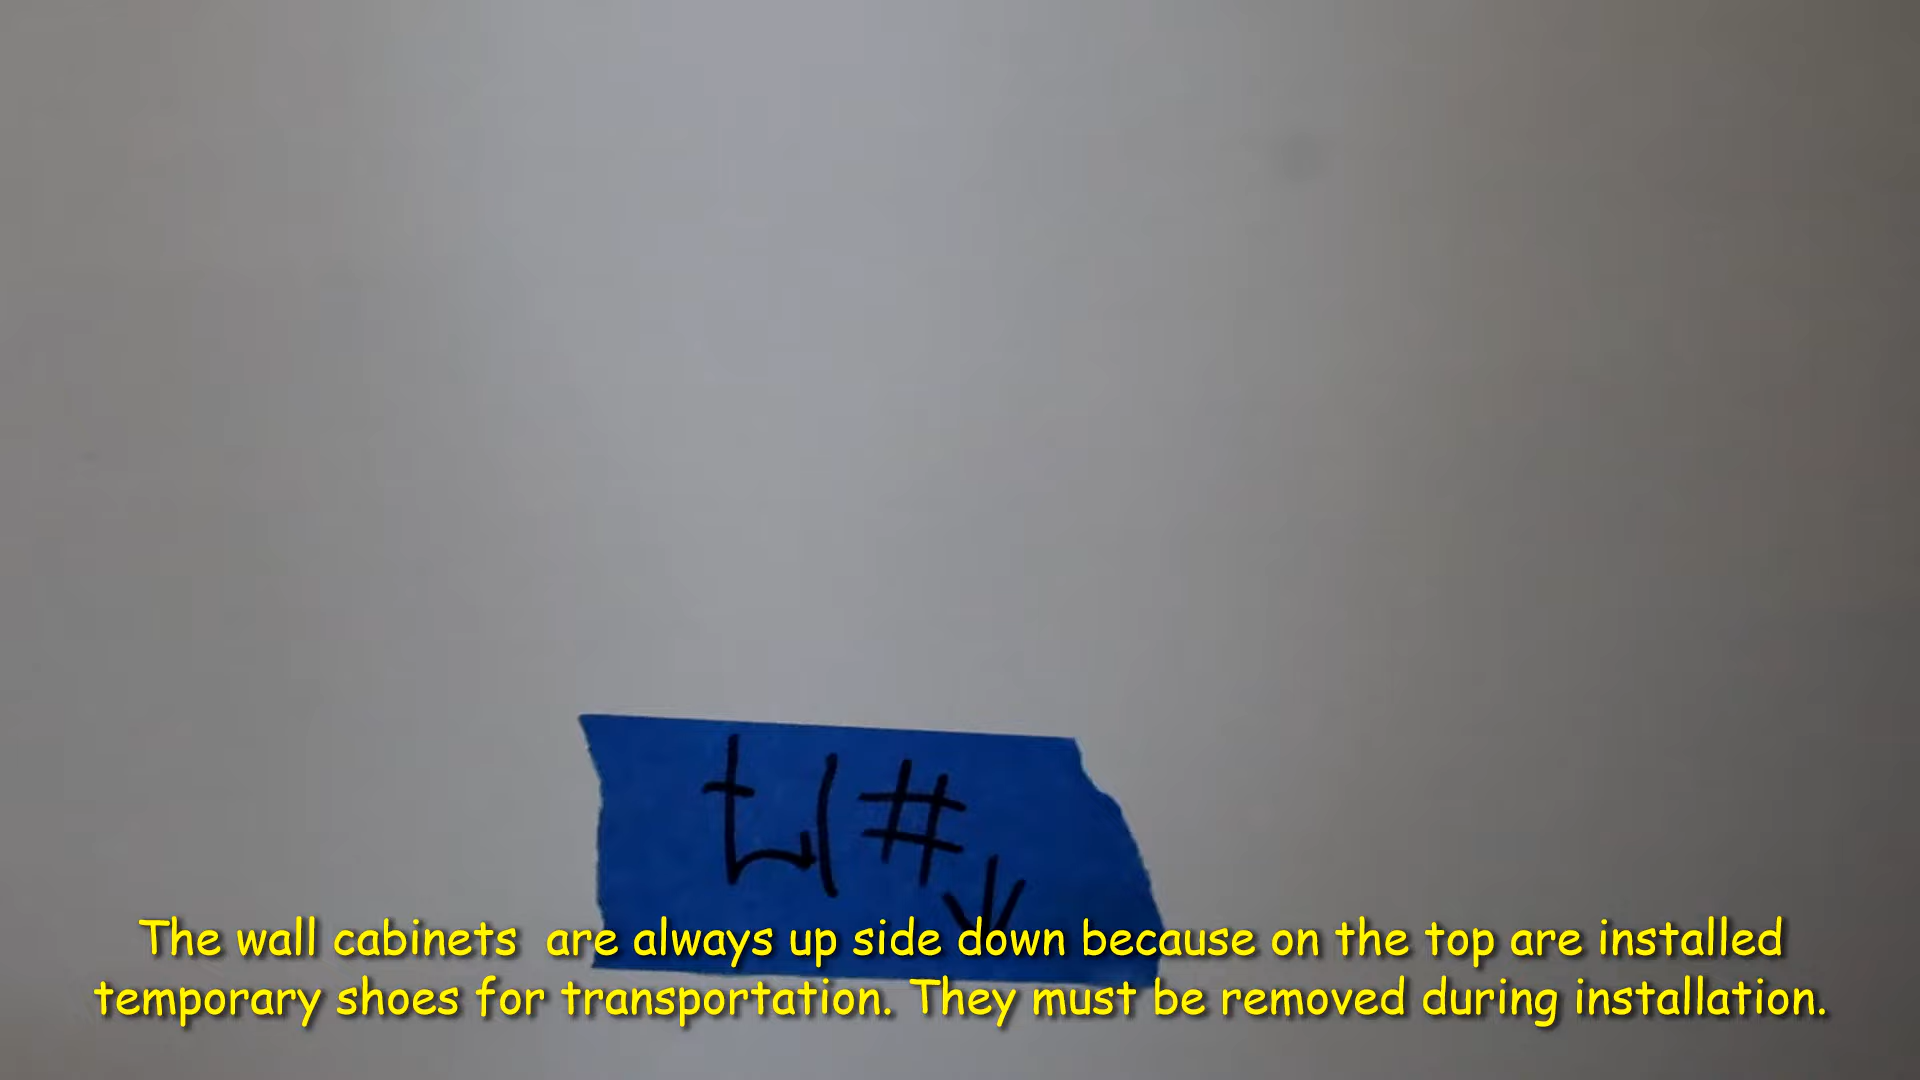 ↑#17
The wall cabinets are always up side down because on the top are installed
temporary shoes for transportation. They must be removed during installation.